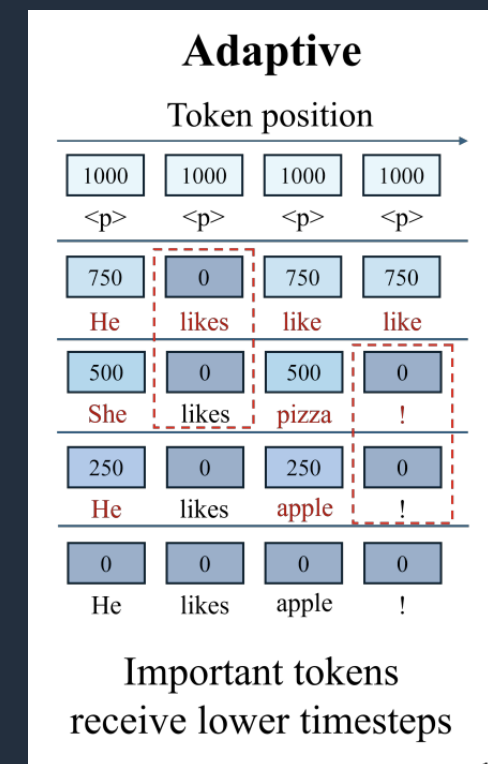 Adaptive
Token position
1000 1000 1000 1000
<p> <p> <p> <p>
750 0 750 750
He likes like like
500 0 500 0
She likes pizza !
250 0 250 0
He likes apple !
0 0 0 0
He likes apple !
Important tokens
receive lower timesteps